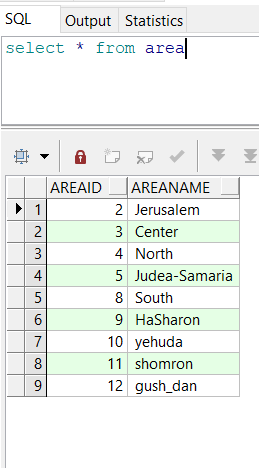 SQL Output Statistics
select * from area
AREAID AREANAME
1 2 Jerusalem
2 3 Center
3 4 North
4 5 Judea-Samaria
5 8 South
6 9 HaSharon
7 10 yehuda
8 11 shomron
9 12 gush_dan